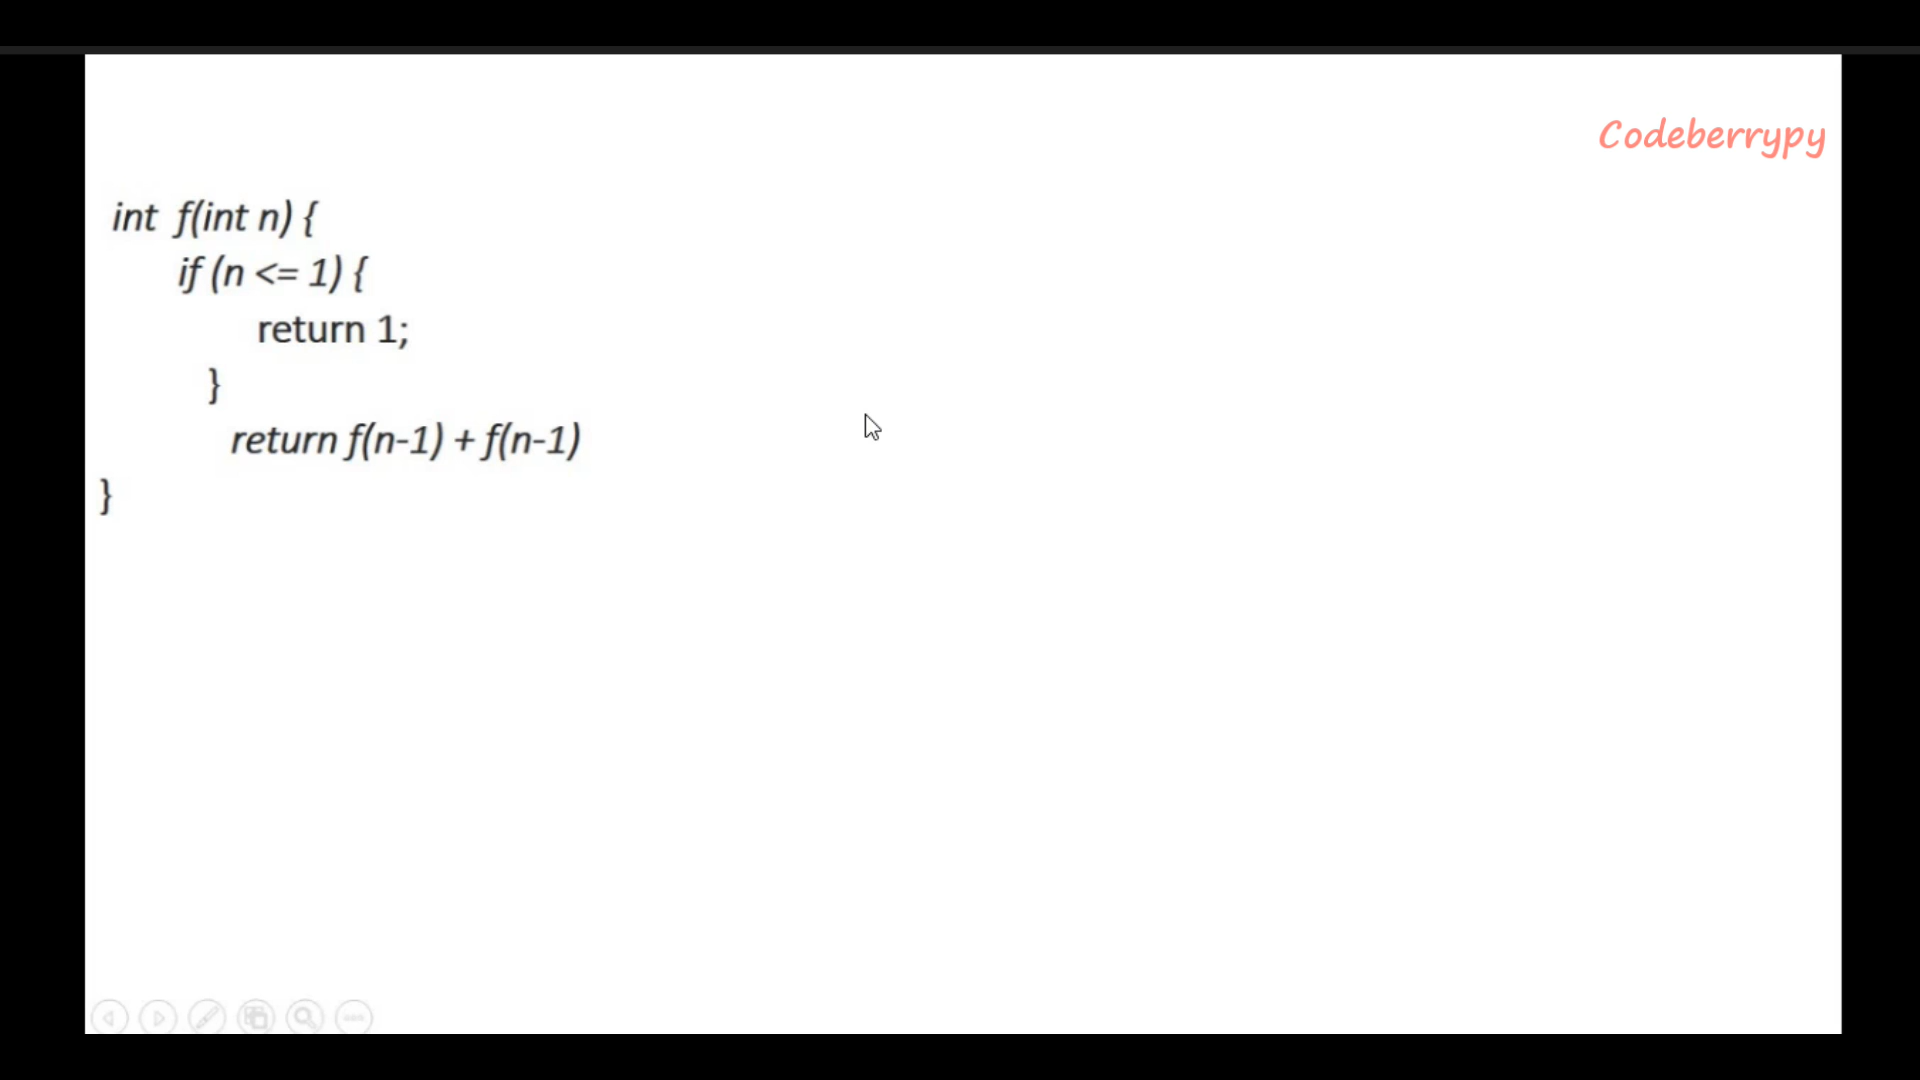 Codeberrypy
int f(int n) {
if (n <= 1) {
return 1;
}
return f(n-1) + f(n-1)
}